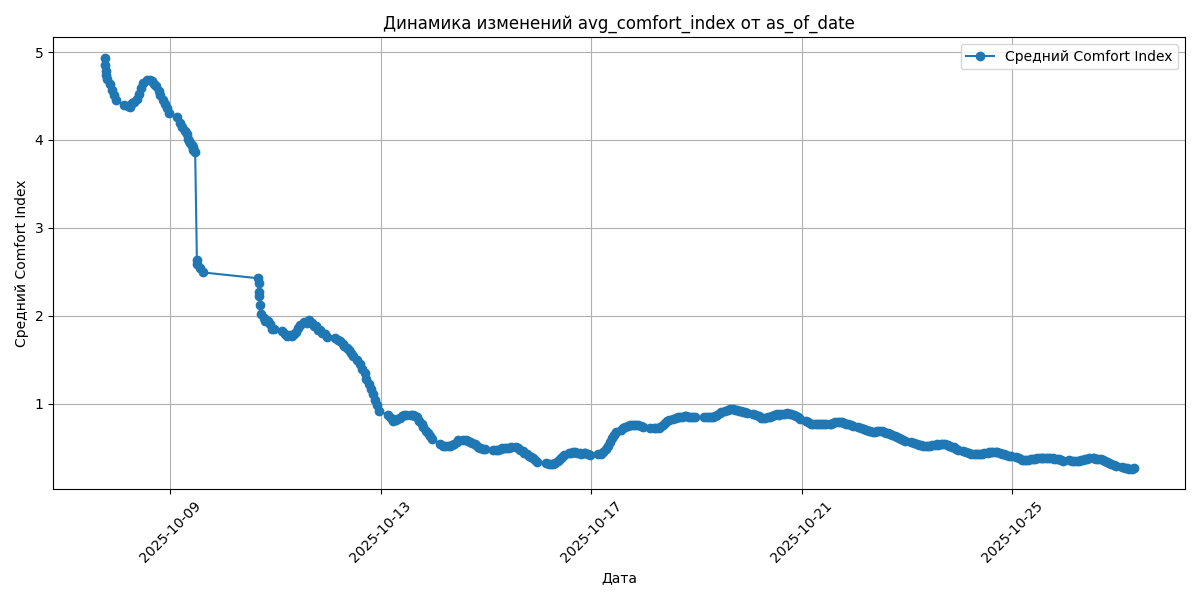 Динамика изменений avg_comfort_index от as_of_date
Средний Comfort Index
Средний Comfort Index
5
4
3
2
1
2025-10-09
2025-10-13
2025-10-17
2025-10-21
2025-10-25
Дата